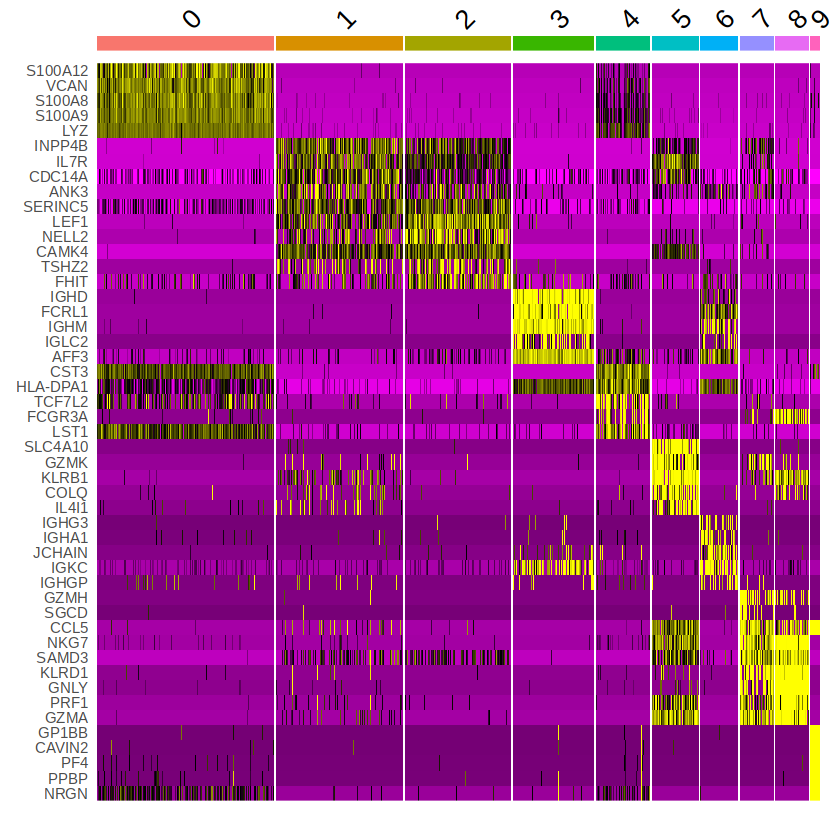 0 1 2 3 4 5 6 7 8 9
S100A12
VCAN
S100A8
S100A9
LYZ
INPP4B
IL7R
CDC14A
ANK3
SERINC5
LEF1
NELL2
CAMK4
TSHZ2
FHIT
IGHD
FCRL1
IGHM
IGLC2
AFF3
CST3
HLA-DPA1
TCF7L2
FCGR3A
LST1
SLC4A10
GZMK
KLRB1
COLQ
IL4I1
IGHG3
IGHA1
JCHAIN
IGKC
IGHGP
GZMH
SGCD
CCL5
NKG7
SAMD3
KLRD1
GNLY
PRF1
GZMA
GP1BB
CAVIN2
PF4
PPBP
NRGN